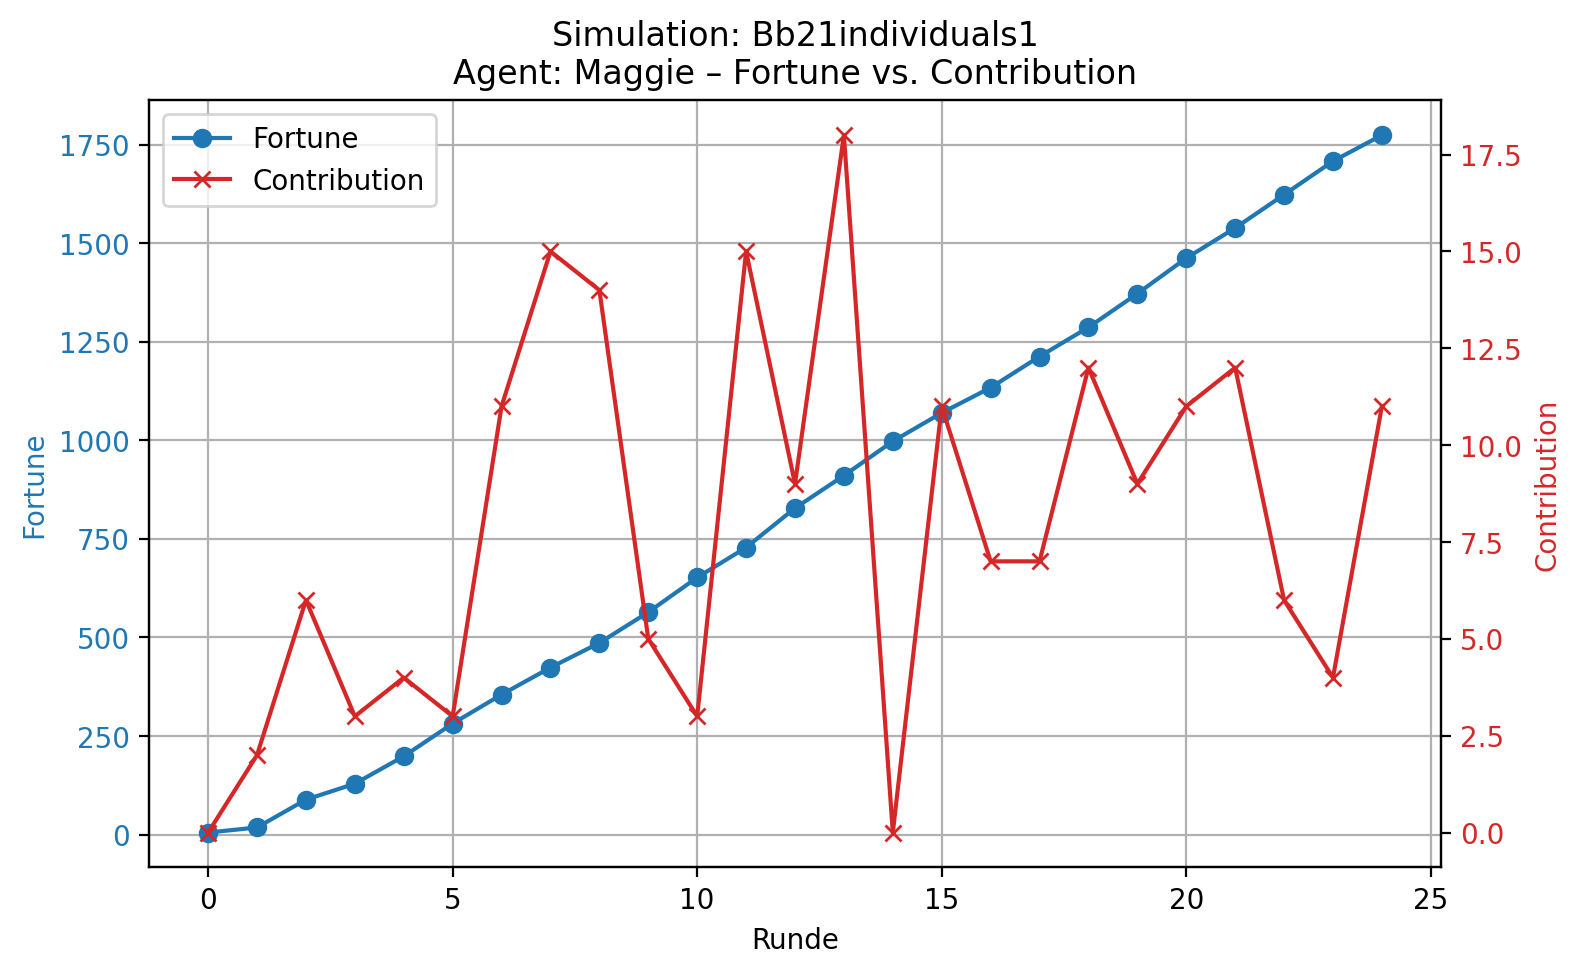 Simulation: Bb21individuals1
Agent: Maggie – Fortune vs. Contribution
Fortune
Contribution
1750
1500
1250
1000
750
500
250
0
Fortune
17.5
15.0
12.5
10.0
7.5
5.0
2.5
0.0
Contribution
0 5 10 15 20 25
Runde